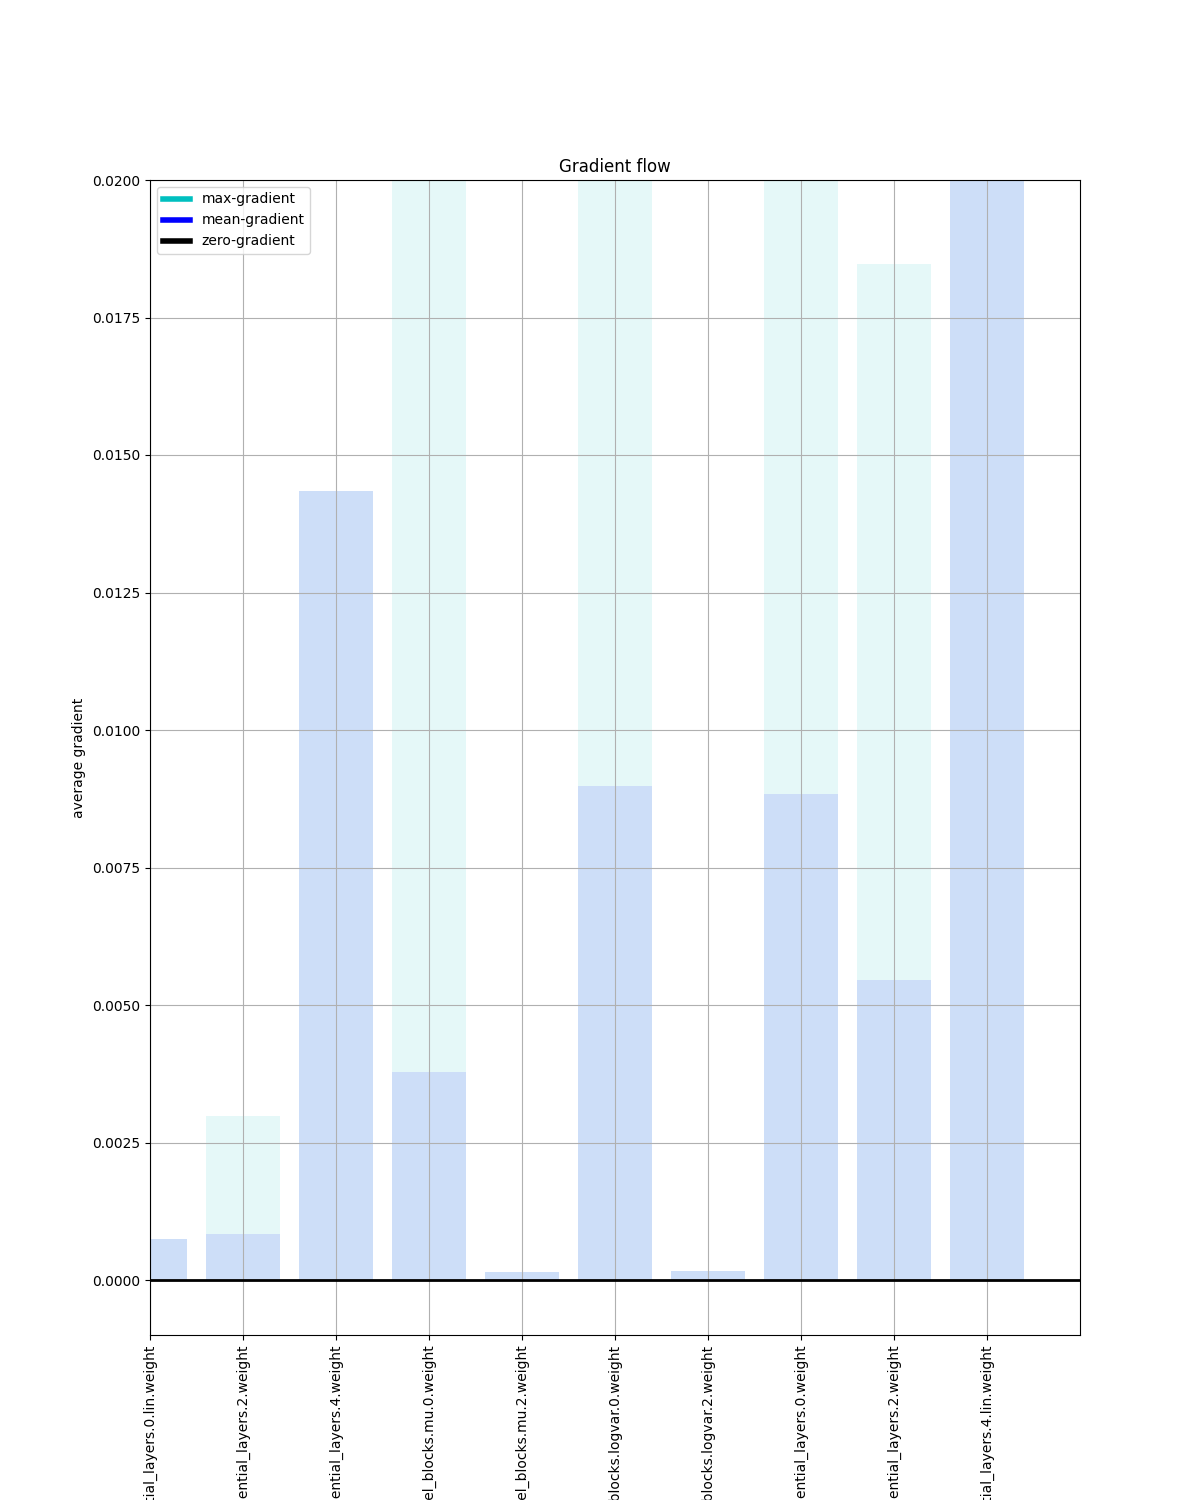 Gradient flow
max-gradient
mean-gradient
zero-gradient
0.0200
0.0175
0.0150
0.0125
0.0100
0.0075
0.0050
0.0025
0.0000
average gradient
tial_layers.0.lin.weight
ential_layers.2.weight
ential_layers.4.weight
el_blocks.mu.0.weight
el_blocks.mu.2.weight
blocks.logvar.0.weight
blocks.logvar.2.weight
ential_layers.0.weight
ential_layers.2.weight
tial_layers.4.lin.weight